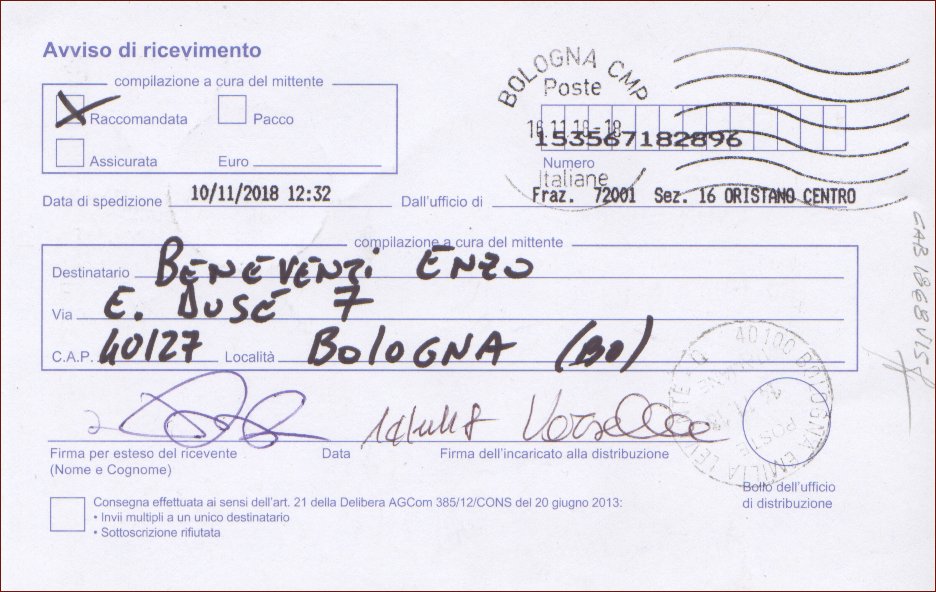 Avviso di ricevimento
compilazione a cura del mittente
Raccomandata Pacco
Assicurata Euro
BOLOGNA CMP
Poste
16.11.18-18
153567182896
Numero
Italiane
Data di spedizione 10/11/2018 12:32 Dall'ufficio di Fraz. 72001 Sez. 16 ORISTANO CENTRO
compilazione a cura del mittente
Destinatario BENEVENTI ENZO
Via E. DUSE 7
C.A.P. 40127 Località BOLOGNA (BO)
40100 BOLOGNA EMILIA
POST
Firma per esteso del ricevente Data Firma dell'incaricato alla distribuzione
(Nome e Cognome)
Bollo dell'ufficio
di distribuzione
Consegna effettuata ai sensi dell'art. 21 della Delibera AGCom 385/12/CONS del 20 giugno 2013:
• Invii multipli a un unico destinatario
• Sottoscrizione rifiutata